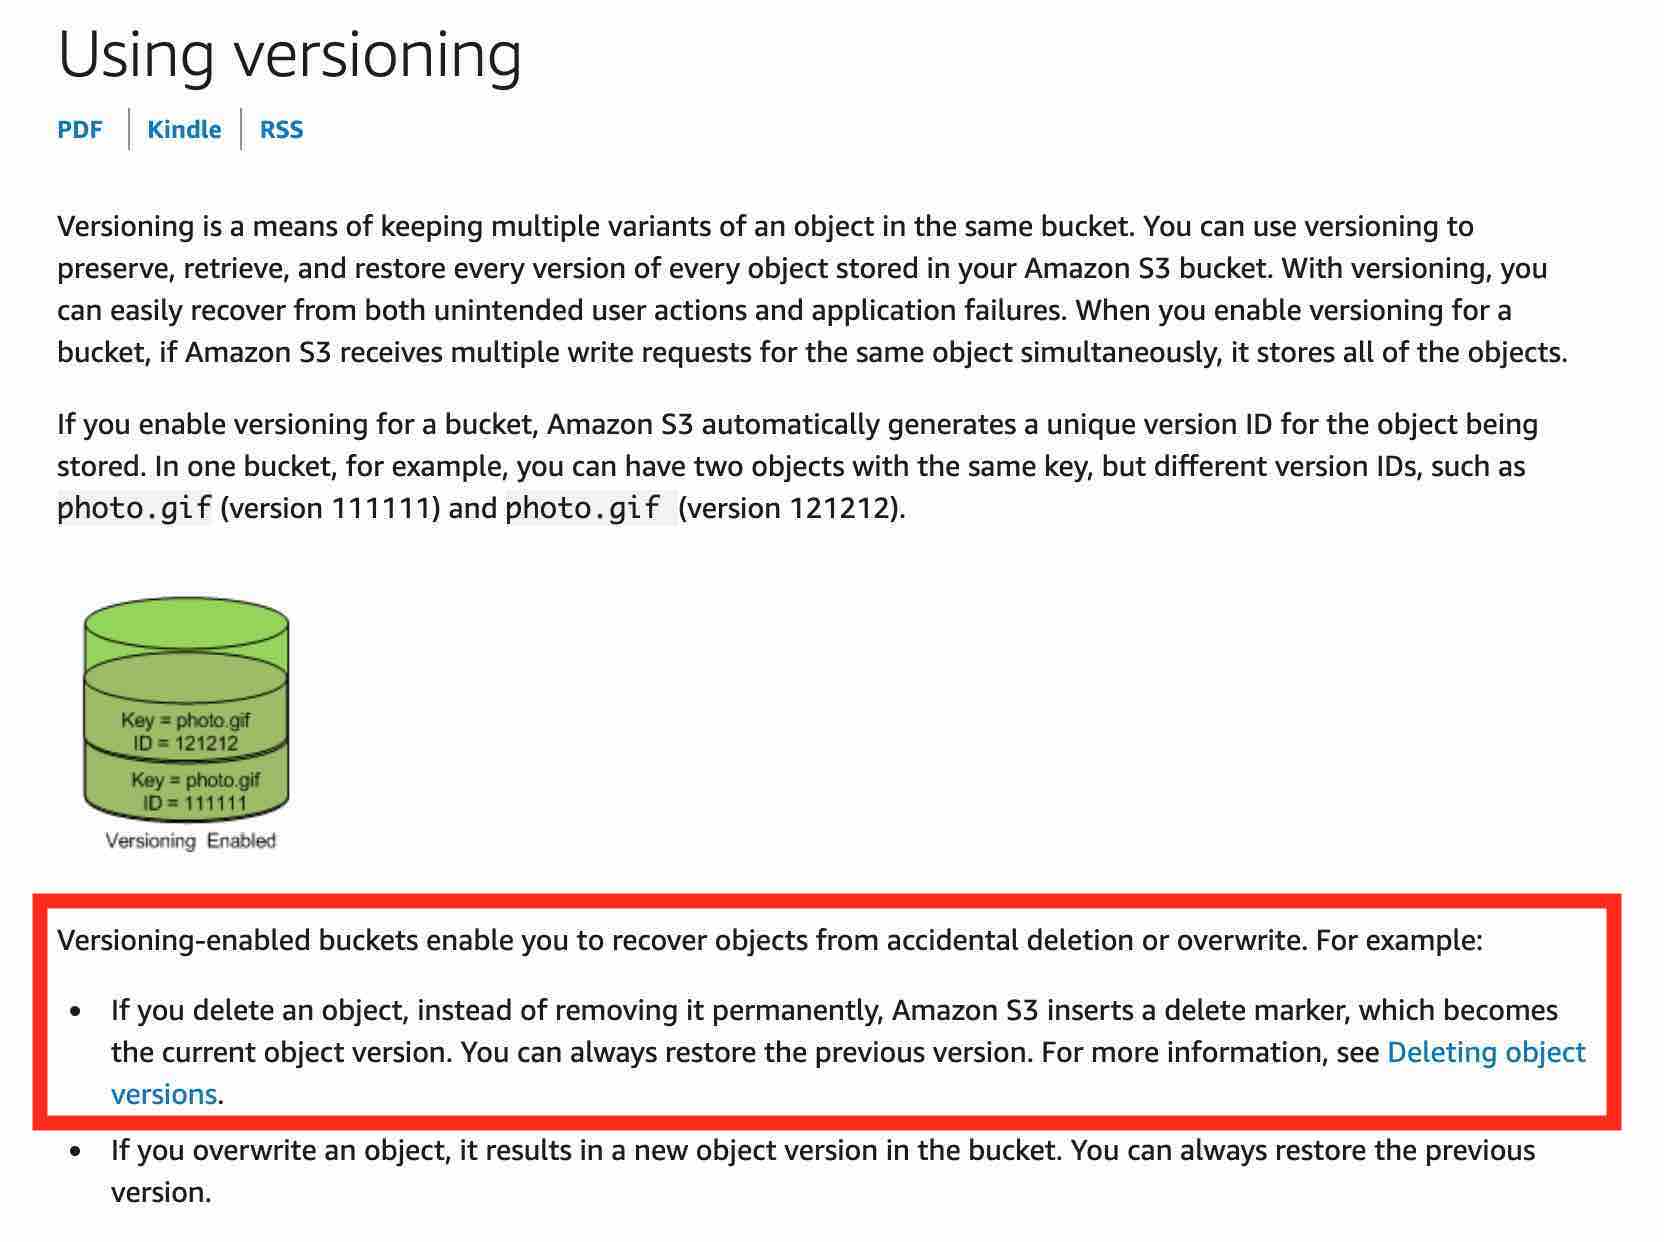 Using versioning
PDF
Kindle
RSS
Versioning is a means of keeping multiple variants of an object in the same bucket. You can use versioning to
preserve, retrieve, and restore every version of every object stored in your Amazon S3 bucket. With versioning, you
can easily recover from both unintended user actions and application failures. When you enable versioning for a
bucket, if Amazon S3 receives multiple write requests for the same object simultaneously, it stores all of the objects.
If you enable versioning for a bucket, Amazon S3 automatically generates a unique version ID for the object being
stored. In one bucket, for example, you can have two objects with the same key, but different version IDs, such as
photo.gif (version 111111) and photo.gif (version 121212).
Key = photo.gif
ID = 121212
Key = photo.gif
ID = 111111
Versioning Enabled
Versioning-enabled buckets enable you to recover objects from accidental deletion or overwrite. For example:
• If you delete an object, instead of removing it permanently, Amazon S3 inserts a delete marker, which becomes
the current object version. You can always restore the previous version. For more information, see Deleting object
versions.
• If you overwrite an object, it results in a new object version in the bucket. You can always restore the previous
version.